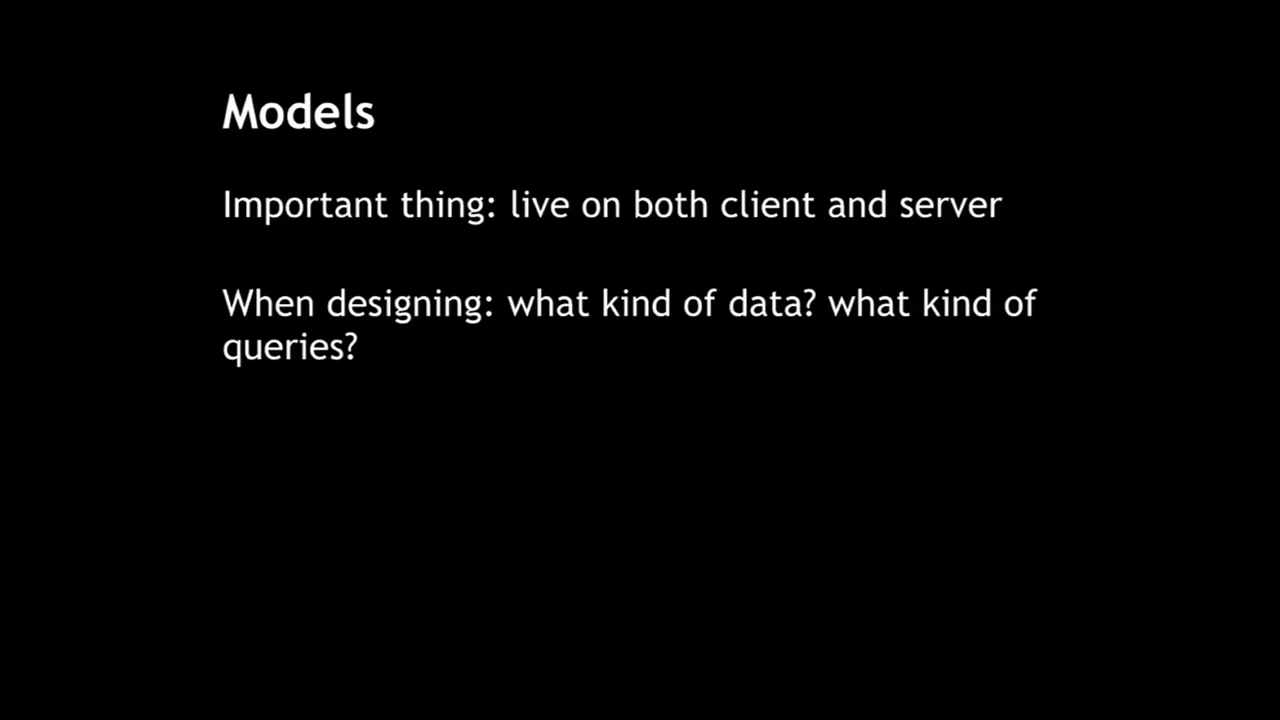 Models
Important thing: live on both client and server
When designing: what kind of data? what kind of
queries?